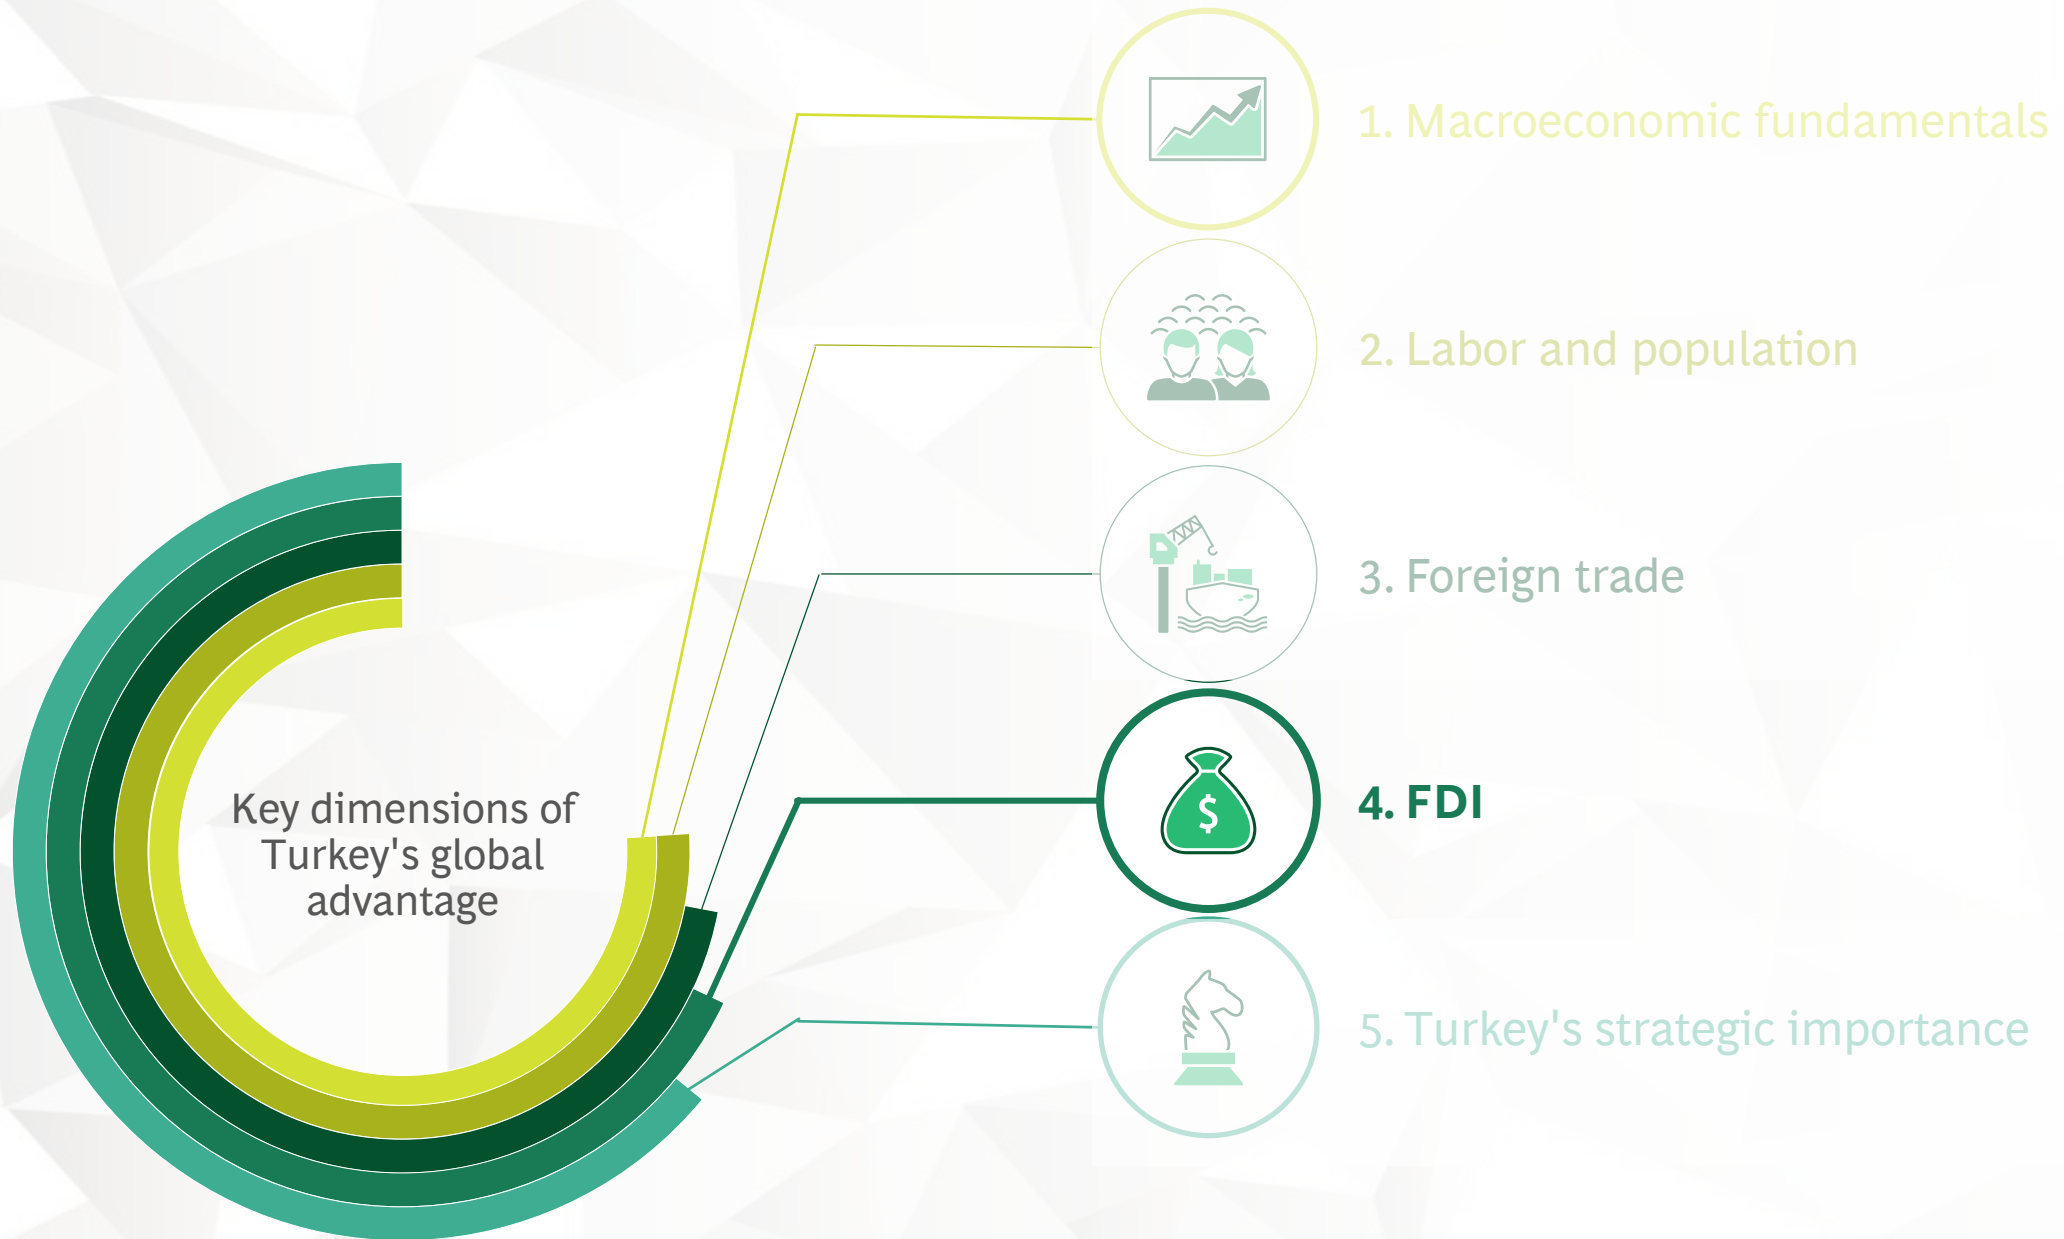 1. Macroeconomic fundamentals
2. Labor and population
3. Foreign trade
$
4. FDI
Key dimensions of
Turkey's global
advantage
5. Turkey's strategic importance